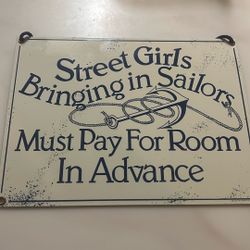 Street Girls
Bringing in Sailors
Must Pay For Room
In Advance